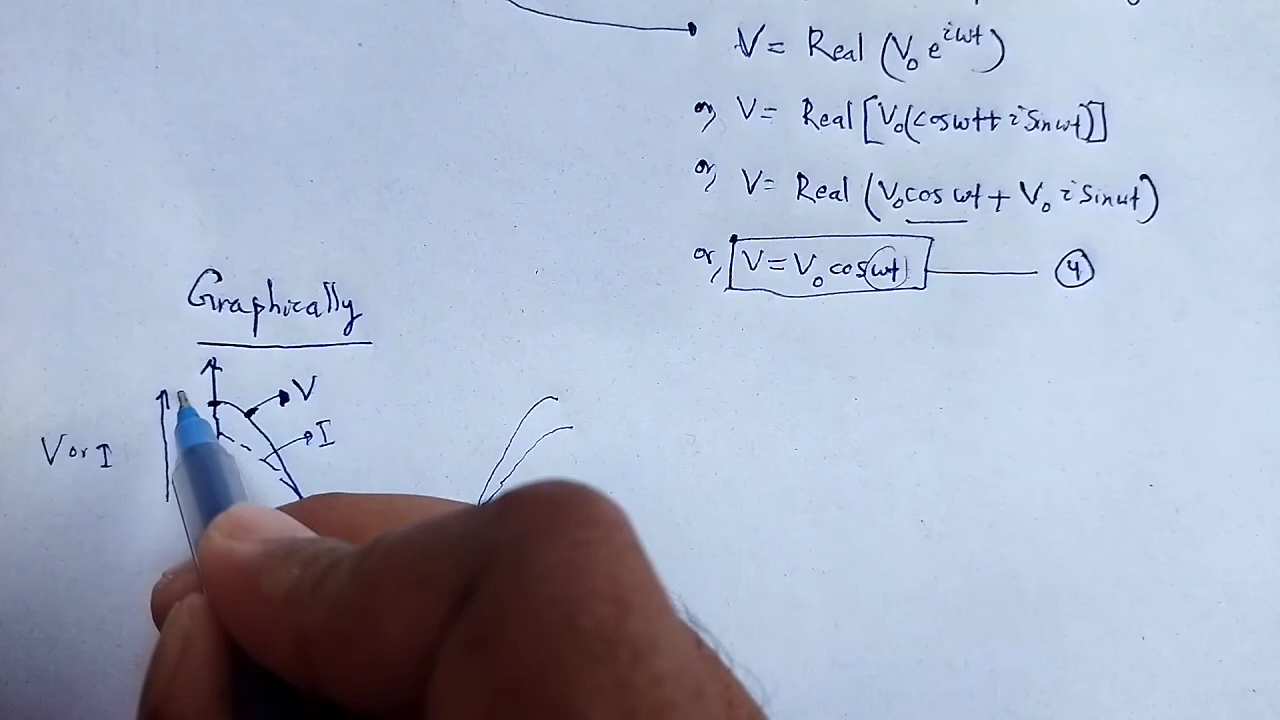 V = Real (V₀ e^{iωt})
or, V = Real [V₀(cosωt + i Sinωt)]
or, V = Real (V₀cos ωt + V₀ i Sinωt)
or, V = V₀ cos ωt 4
Graphically
V
I
V or I